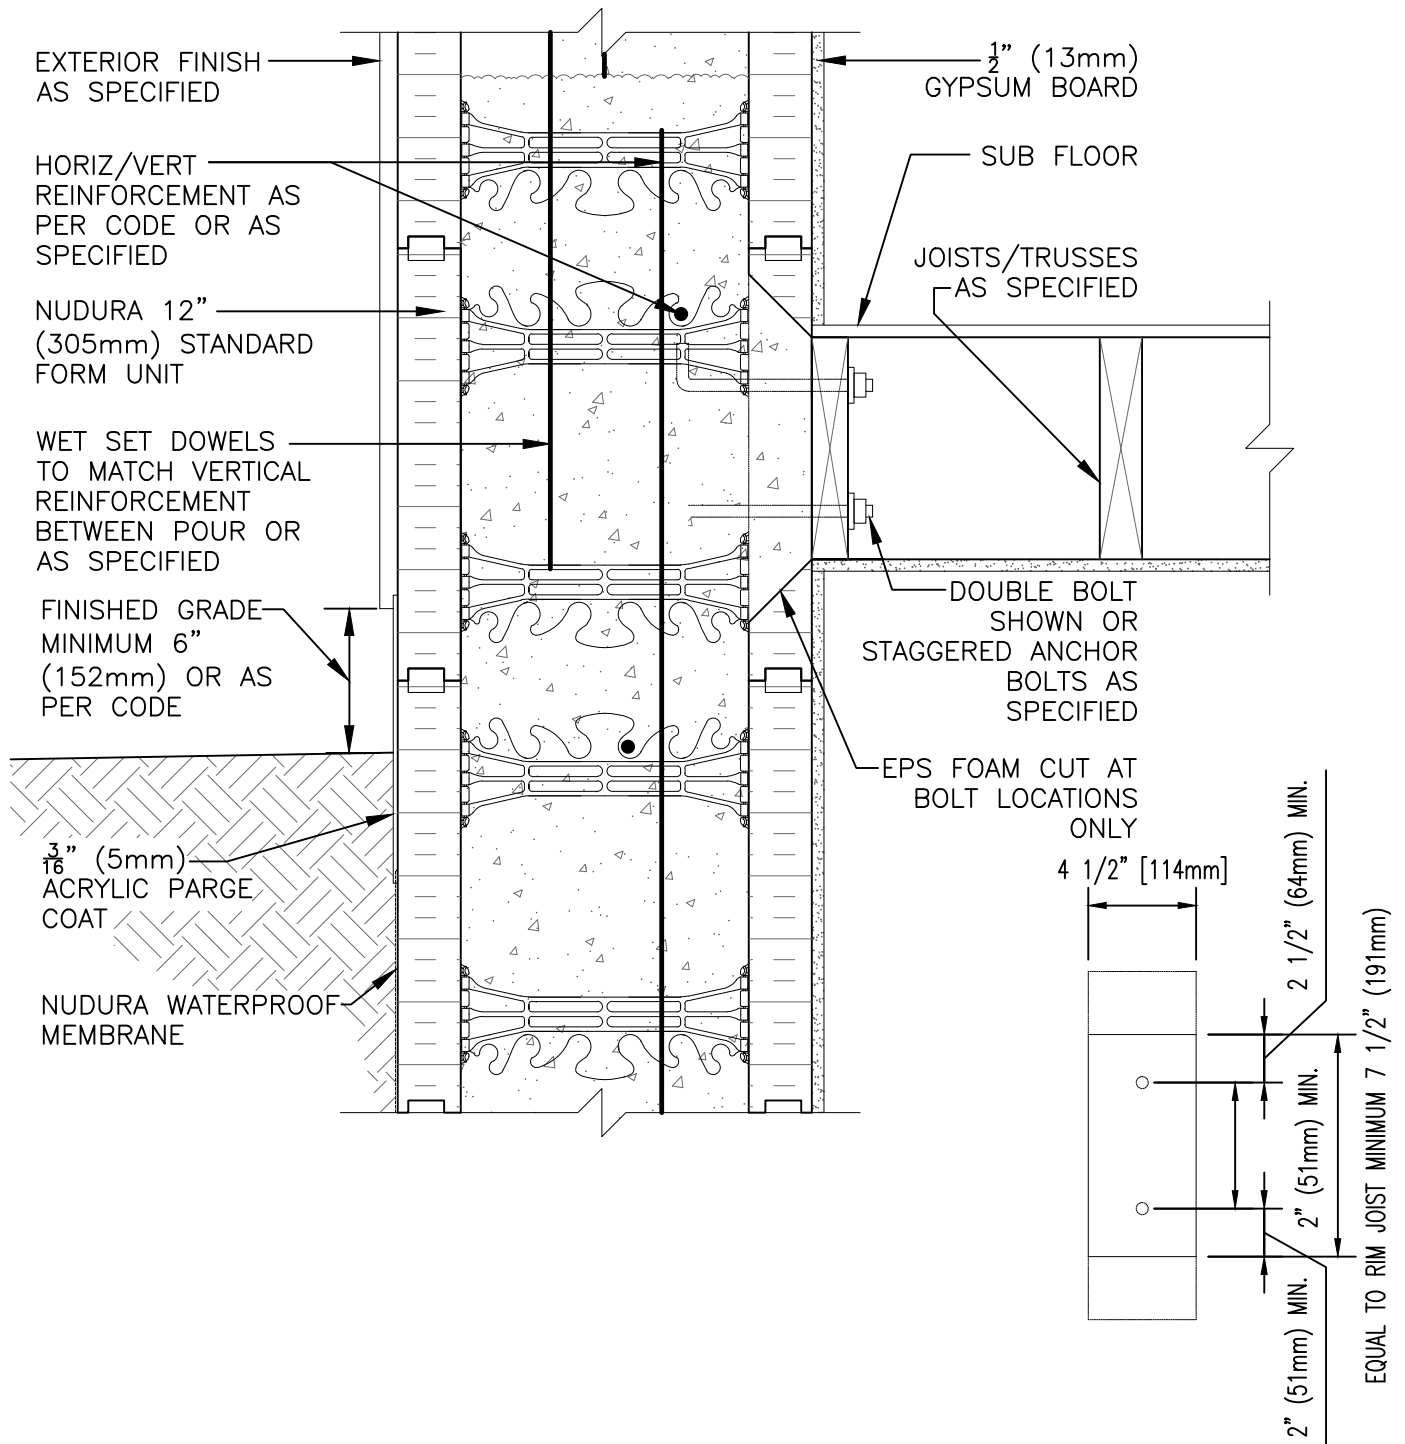 EXTERIOR FINISH
AS SPECIFIED
HORIZ/VERT
REINFORCEMENT AS
PER CODE OR AS
SPECIFIED
NUDURA 12"
(305mm) STANDARD
FORM UNIT
WET SET DOWELS
TO MATCH VERTICAL
REINFORCEMENT
BETWEEN POUR OR
AS SPECIFIED
FINISHED GRADE
MINIMUM 6"
(152mm) OR AS
PER CODE
3/16" (5mm)
ACRYLIC PARGE
COAT
NUDURA WATERPROOF
MEMBRANE
1/2" (13mm)
GYPSUM BOARD
SUB FLOOR
JOISTS/TRUSSES
AS SPECIFIED
DOUBLE BOLT
SHOWN OR
STAGGERED ANCHOR
BOLTS AS
SPECIFIED
EPS FOAM CUT AT
BOLT LOCATIONS
ONLY
4 1/2" [114mm]
2 1/2" (64mm) MIN.
2" (51mm) MIN.
2" (51mm) MIN.
EQUAL TO RIM JOIST MINIMUM 7 1/2" (191mm)